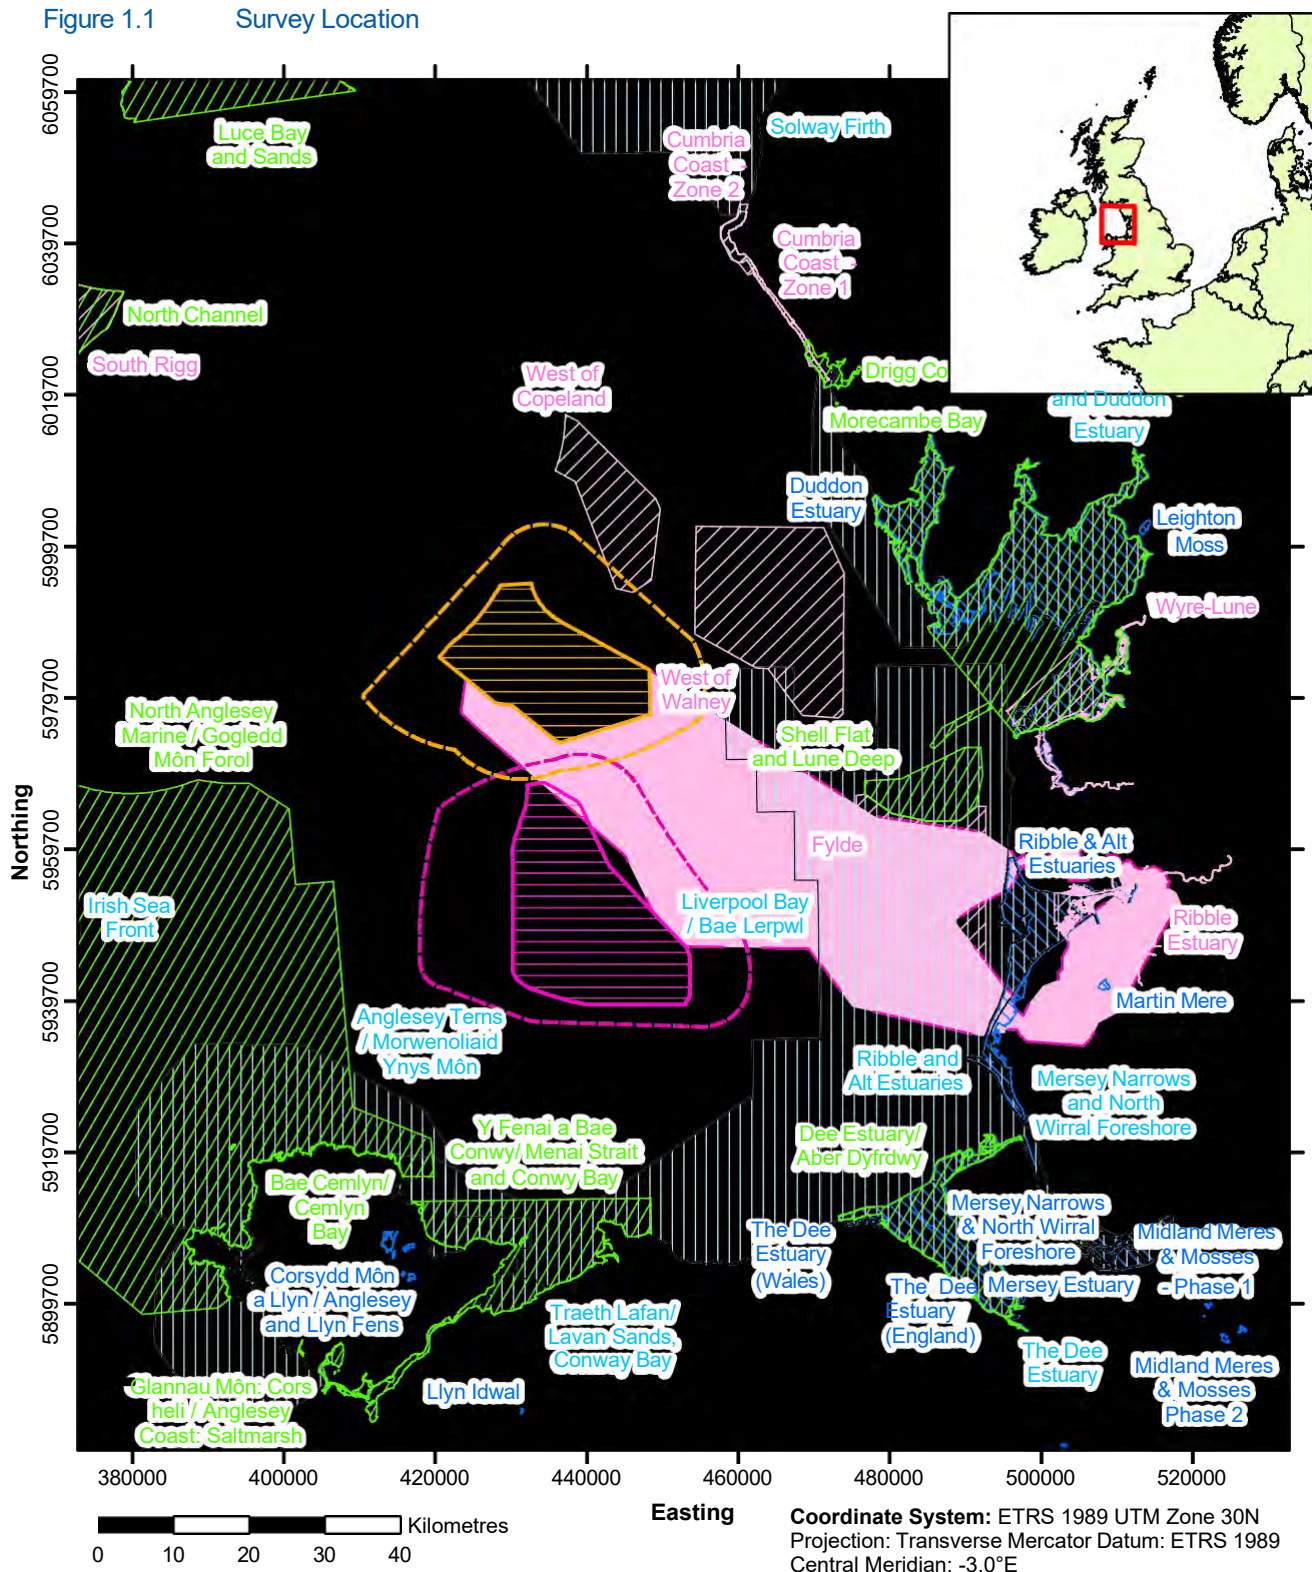 Figure 1.1 Survey Location
6059700
6039700
6019700
5999700
5979700
5959700
5939700
5919700
5899700
Northing
Luce Bay
and Sands
Solway Firth
Cumbria
Coast -
Zone 2
Cumbria
Coast -
Zone 1
North Channel
South Rigg
West of
Copeland
Drigg Co
Morecambe Bay
and Duddon
Estuary
Duddon
Estuary
Leighton
Moss
Wyre-Lune
West of
Walney
North Anglesey
Marine / Gogledd
Môn Forol
Shell Flat
and Lune Deep
Fylde
Ribble & Alt
Estuaries
Irish Sea
Front
Liverpool Bay
/ Bae Lerpwl
Ribble
Estuary
Martin Mere
Anglesey Terns
/ Morwenoliaid
Ynys Môn
Ribble and
Alt Estuaries
Mersey Narrows
and North
Wirral Foreshore
Y Fenai a Bae
Conwy/ Menai Strait
and Conwy Bay
Dee Estuary/
Aber Dyfrdwy
Bae Cemlyn/
Cemlyn
Bay
Mersey Narrows
& North Wirral
Foreshore
The Dee
Estuary
(Wales)
Midland Meres
& Mosses
- Phase 1
Corsydd Môn
a Llyn / Anglesey
and Llyn Fens
Mersey Estuary
The Dee
Estuary
(England)
Traeth Lafan/
Lavan Sands,
Conway Bay
The Dee
Estuary
Midland Meres
& Mosses
Phase 2
Glannau Môn: Cors
heli / Anglesey
Coast: Saltmarsh
Llyn Idwal
380000 400000 420000 440000 460000 480000 500000 520000
Easting
Kilometres
0 10 20 30 40
Coordinate System: ETRS 1989 UTM Zone 30N
Projection: Transverse Mercator Datum: ETRS 1989
Central Meridian: -3.0°E